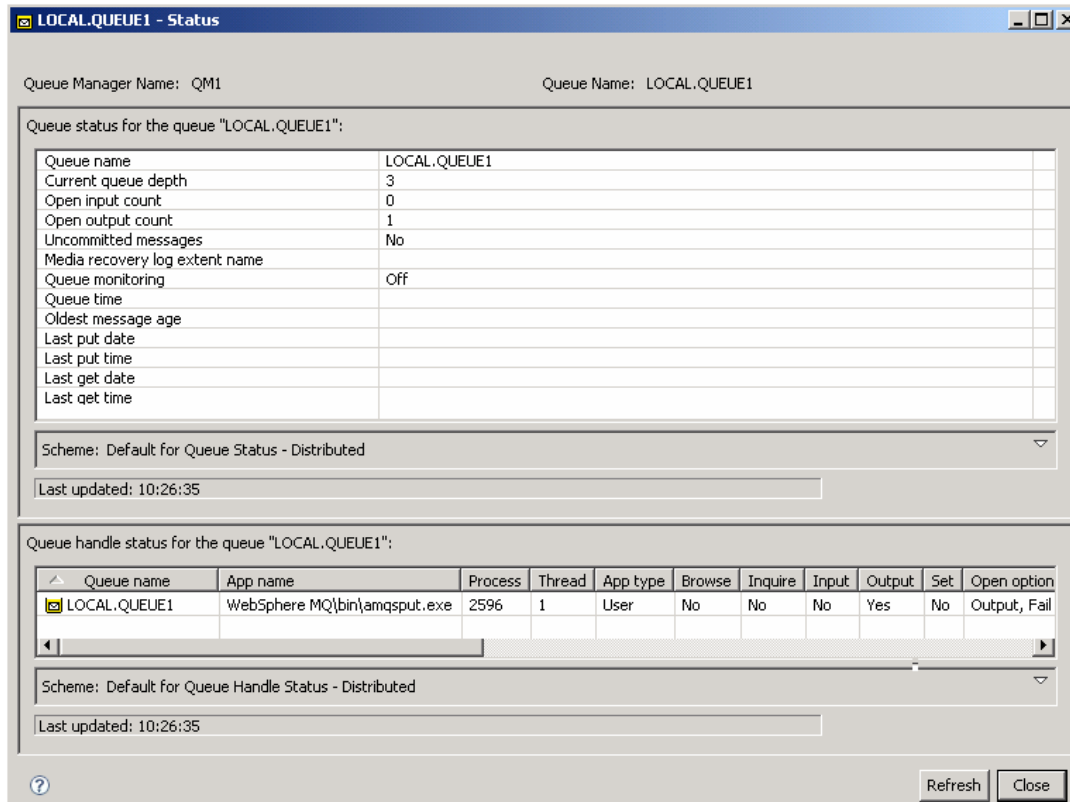 LOCAL.QUEUE1 - Status
Queue Manager Name: QM1 Queue Name: LOCAL.QUEUE1
Queue status for the queue "LOCAL.QUEUE1":
Queue name LOCAL.QUEUE1
Current queue depth 3
Open input count 0
Open output count 1
Uncommitted messages No
Media recovery log extent name
Queue monitoring Off
Queue time
Oldest message age
Last put date
Last put time
Last get date
Last get time
Scheme: Default for Queue Status - Distributed
Last updated: 10:26:35
Queue handle status for the queue "LOCAL.QUEUE1":
Queue name App name Process Thread App type Browse Inquire Input Output Set Open option
LOCAL.QUEUE1 WebSphere MQ\bin\amqsput.exe 2596 1 User No No No Yes No Output, Fail
Scheme: Default for Queue Handle Status - Distributed
Last updated: 10:26:35
? Refresh Close